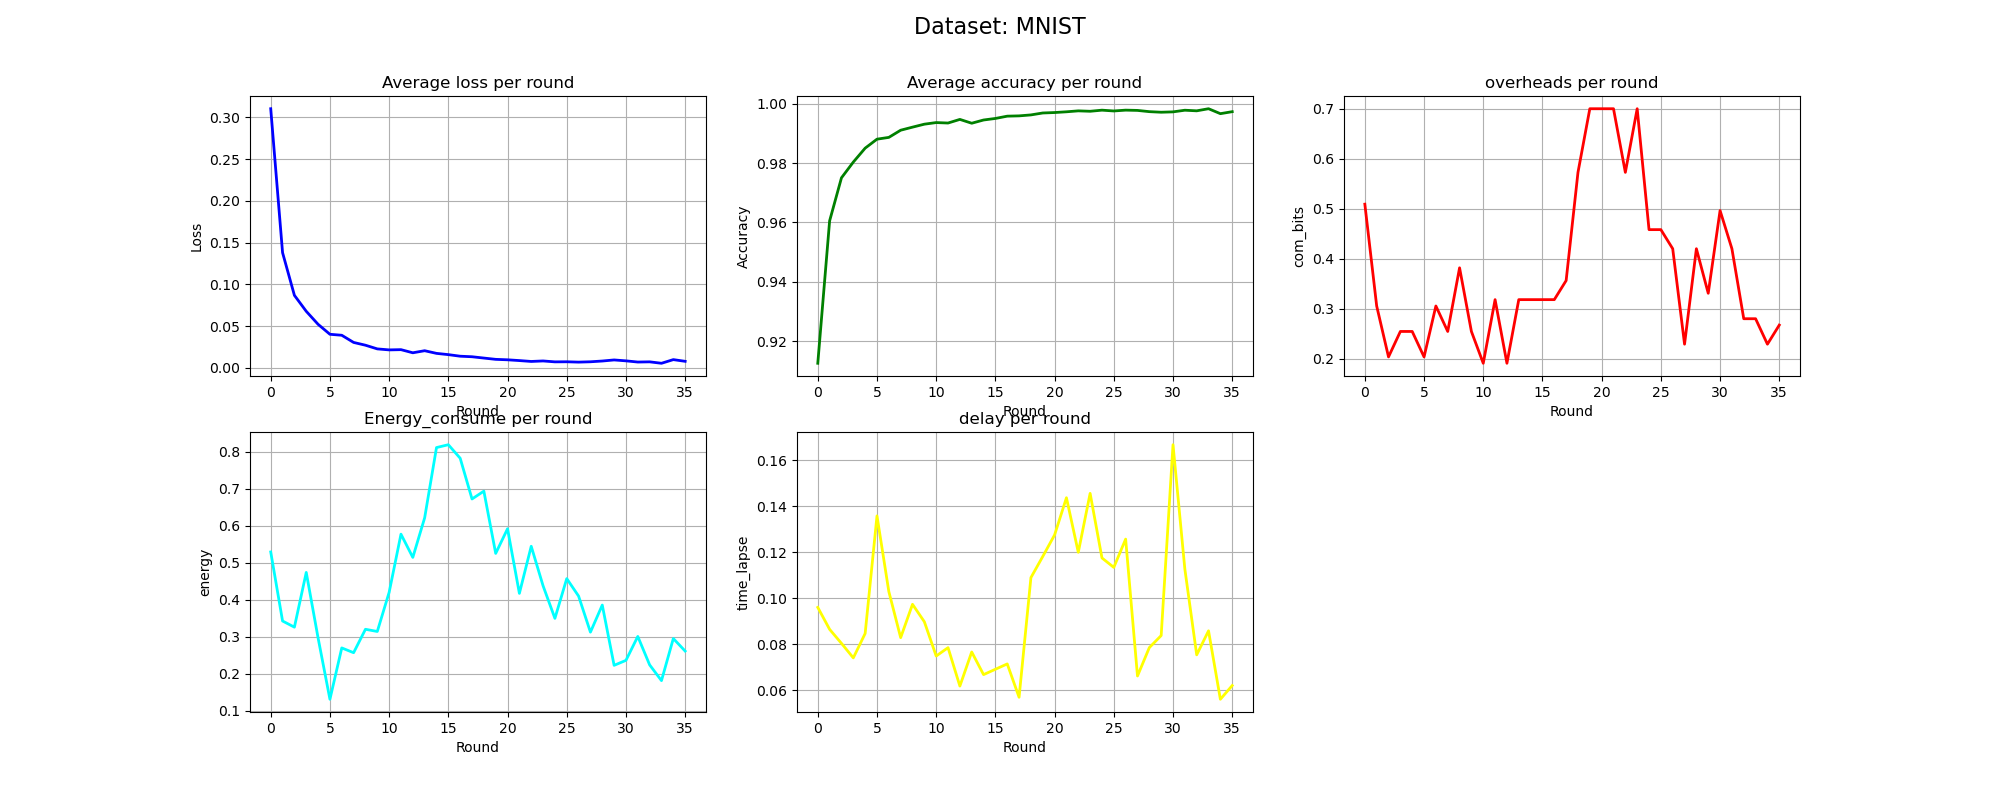 Dataset: MNIST
Average loss per round
Loss
0.30
0.25
0.20
0.15
0.10
0.05
0.00
0 5 10 15 20 25 30 35
Round
Average accuracy per round
Accuracy
1.00
0.98
0.96
0.94
0.92
0 5 10 15 20 25 30 35
Round
overheads per round
com_bits
0.7
0.6
0.5
0.4
0.3
0.2
0 5 10 15 20 25 30 35
Round
Energy_consume per round
energy
0.8
0.7
0.6
0.5
0.4
0.3
0.2
0.1
0 5 10 15 20 25 30 35
Round
delay per round
time_lapse
0.16
0.14
0.12
0.10
0.08
0.06
0 5 10 15 20 25 30 35
Round